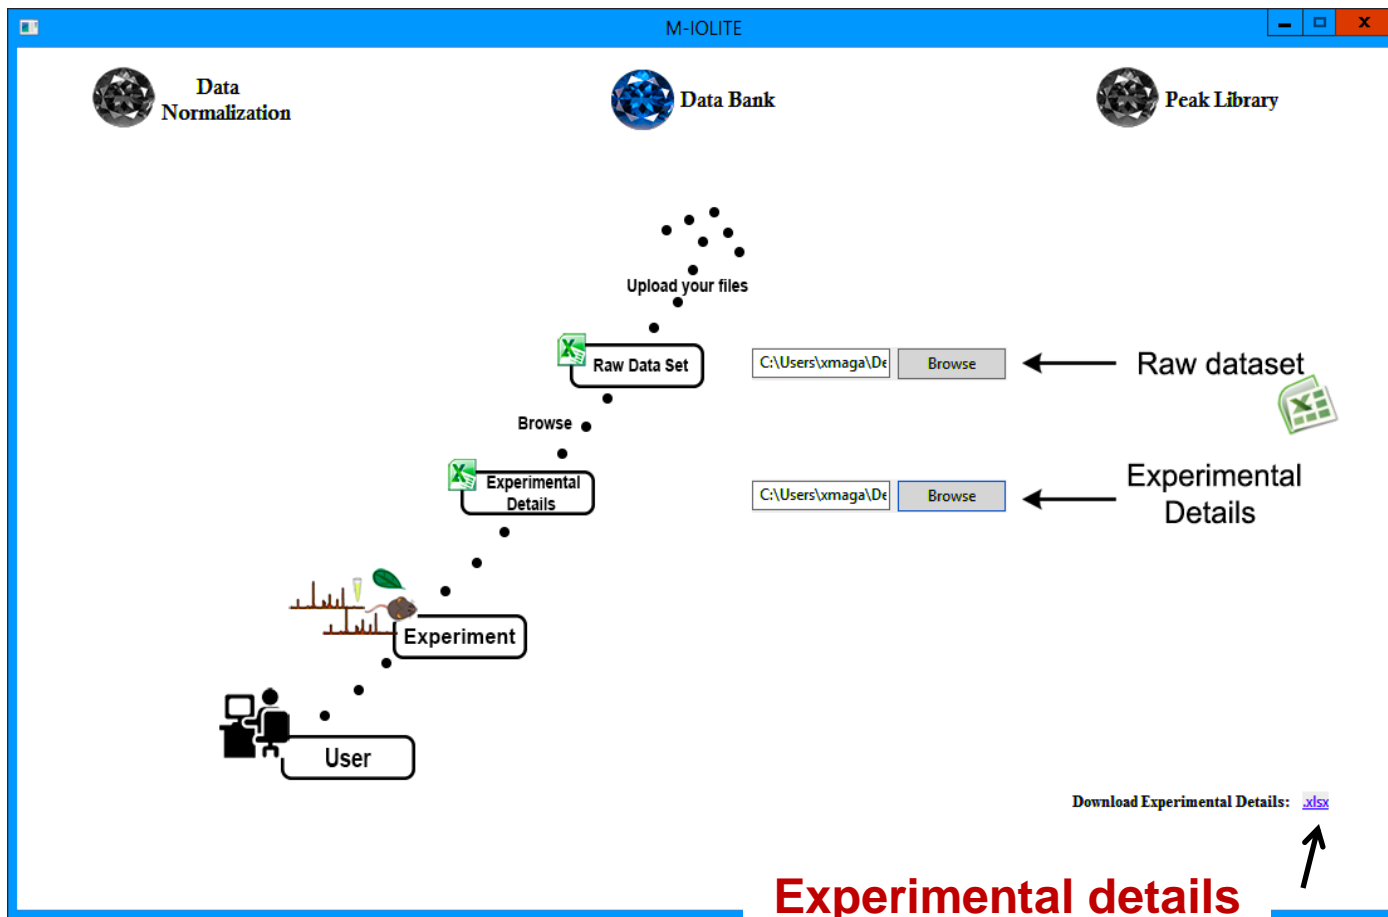 M-IOLITE
Data
Normalization
Data Bank
Peak Library
Upload your files
Raw Data Set
C:\Users\xmaga\De
Browse
Raw dataset
Browse
Experimental
Details
C:\Users\xmaga\De
Browse
Experimental
Details
Experiment
User
Download Experimental Details:
.xlsx
Experimental details